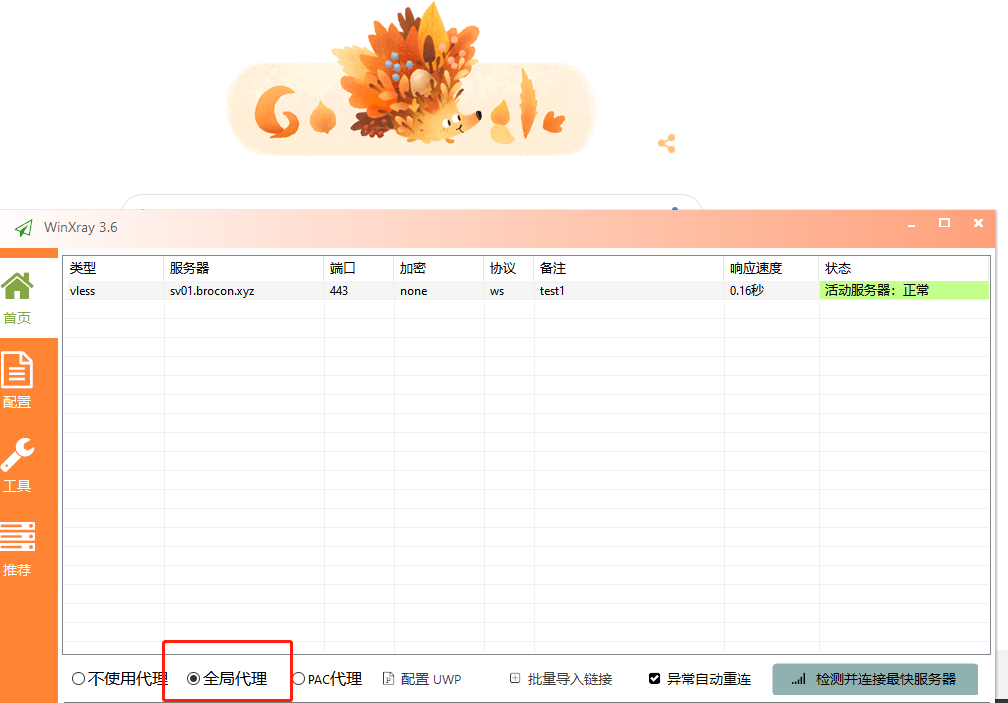 Google
WinXray 3.6
类型 服务器 端口 加密 协议 备注 响应速度 状态
vless sv01.brocon.xyz 443 none ws test1 0.16秒 活动服务器：正常
首页
配置
工具
推荐
不使用代理 全局代理 PAC代理 配置 UWP 批量导入链接 异常自动重连 检测并连接最快服务器